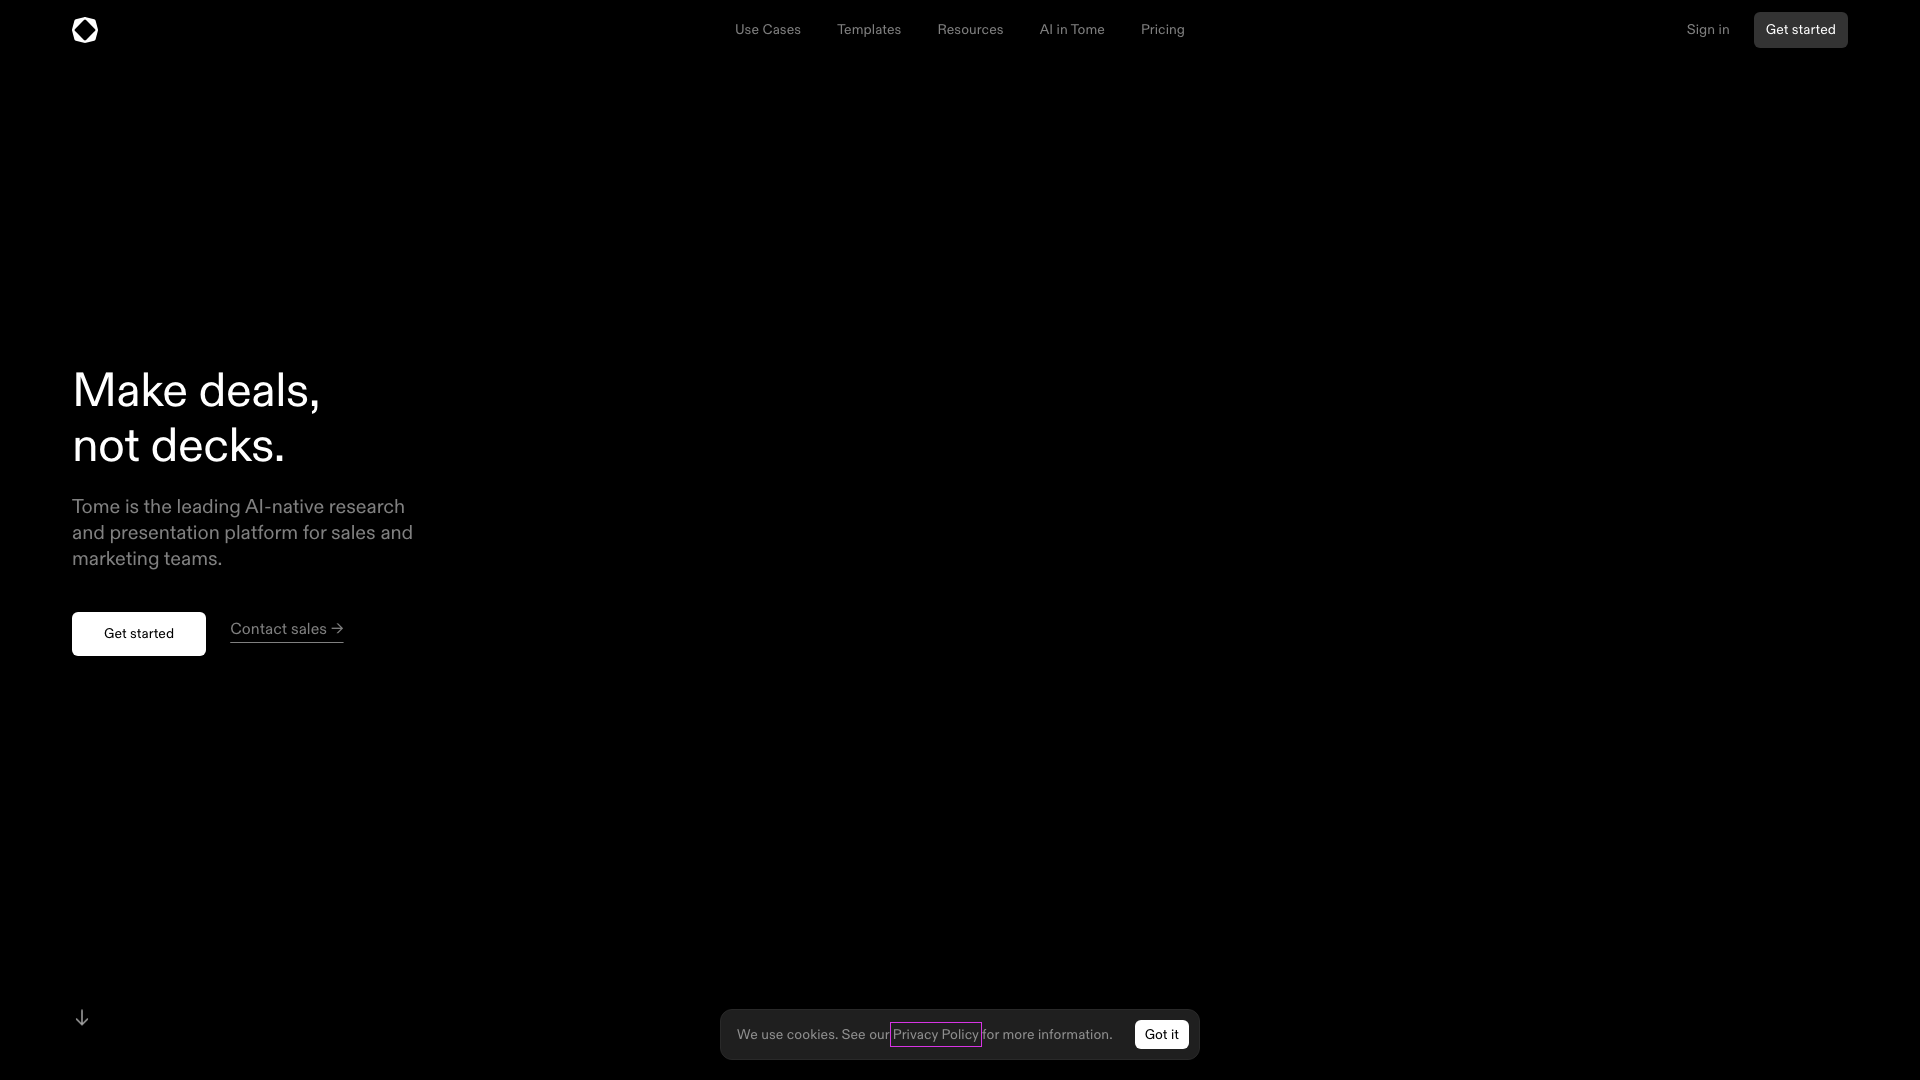 Use Cases
Templates
Resources
AI in Tome
Pricing
Sign in
Get started
Make deals,
not decks.
Tome is the leading AI-native research
and presentation platform for sales and
marketing teams.
Get started
Contact sales →
We use cookies. See our Privacy Policy for more information.
Got it